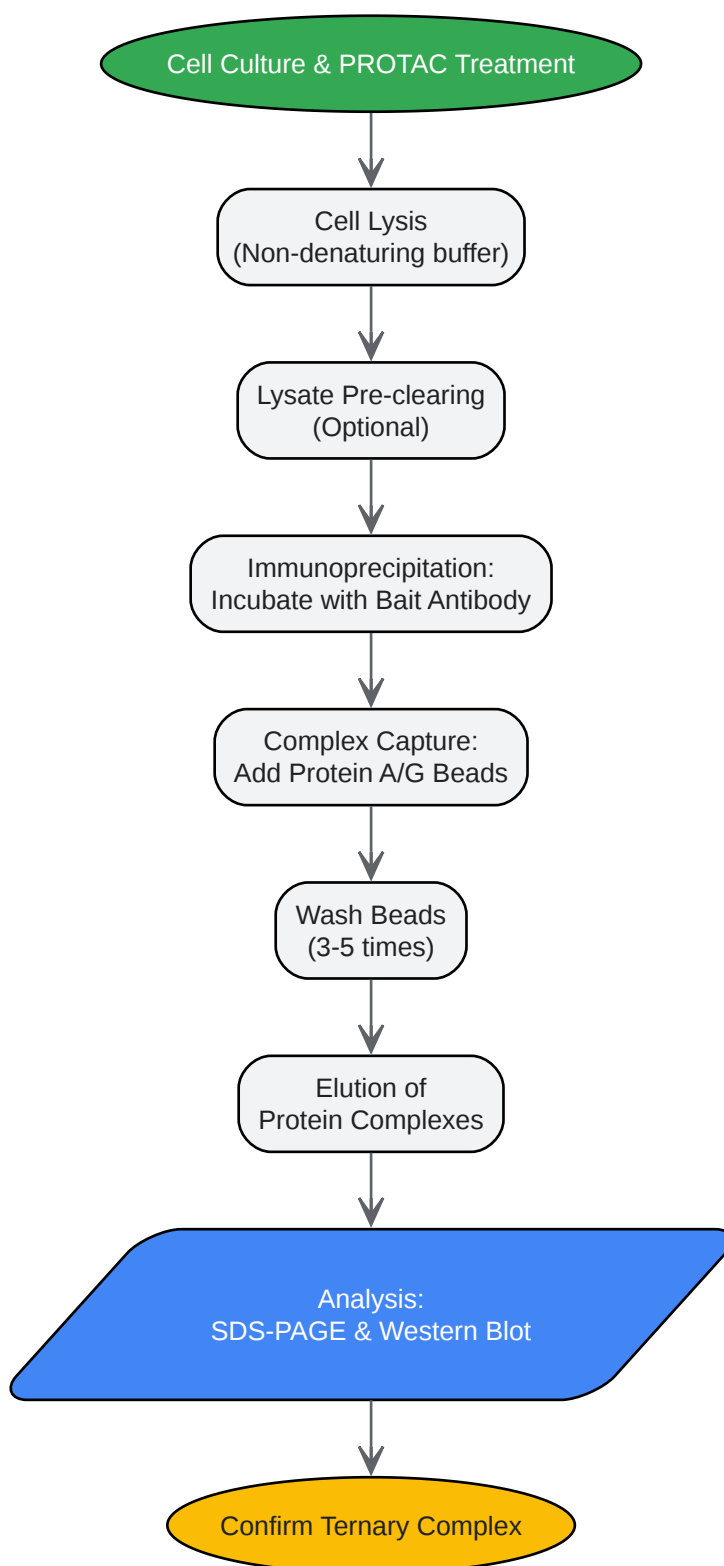 Cell Culture & PROTAC Treatment
Cell Lysis
(Non-denaturing buffer)
Lysate Pre-clearing
(Optional)
Immunoprecipitation:
Incubate with Bait Antibody
Complex Capture:
Add Protein A/G Beads
Wash Beads
(3-5 times)
Elution of
Protein Complexes
Analysis:
SDS-PAGE & Western Blot
Confirm Ternary Complex